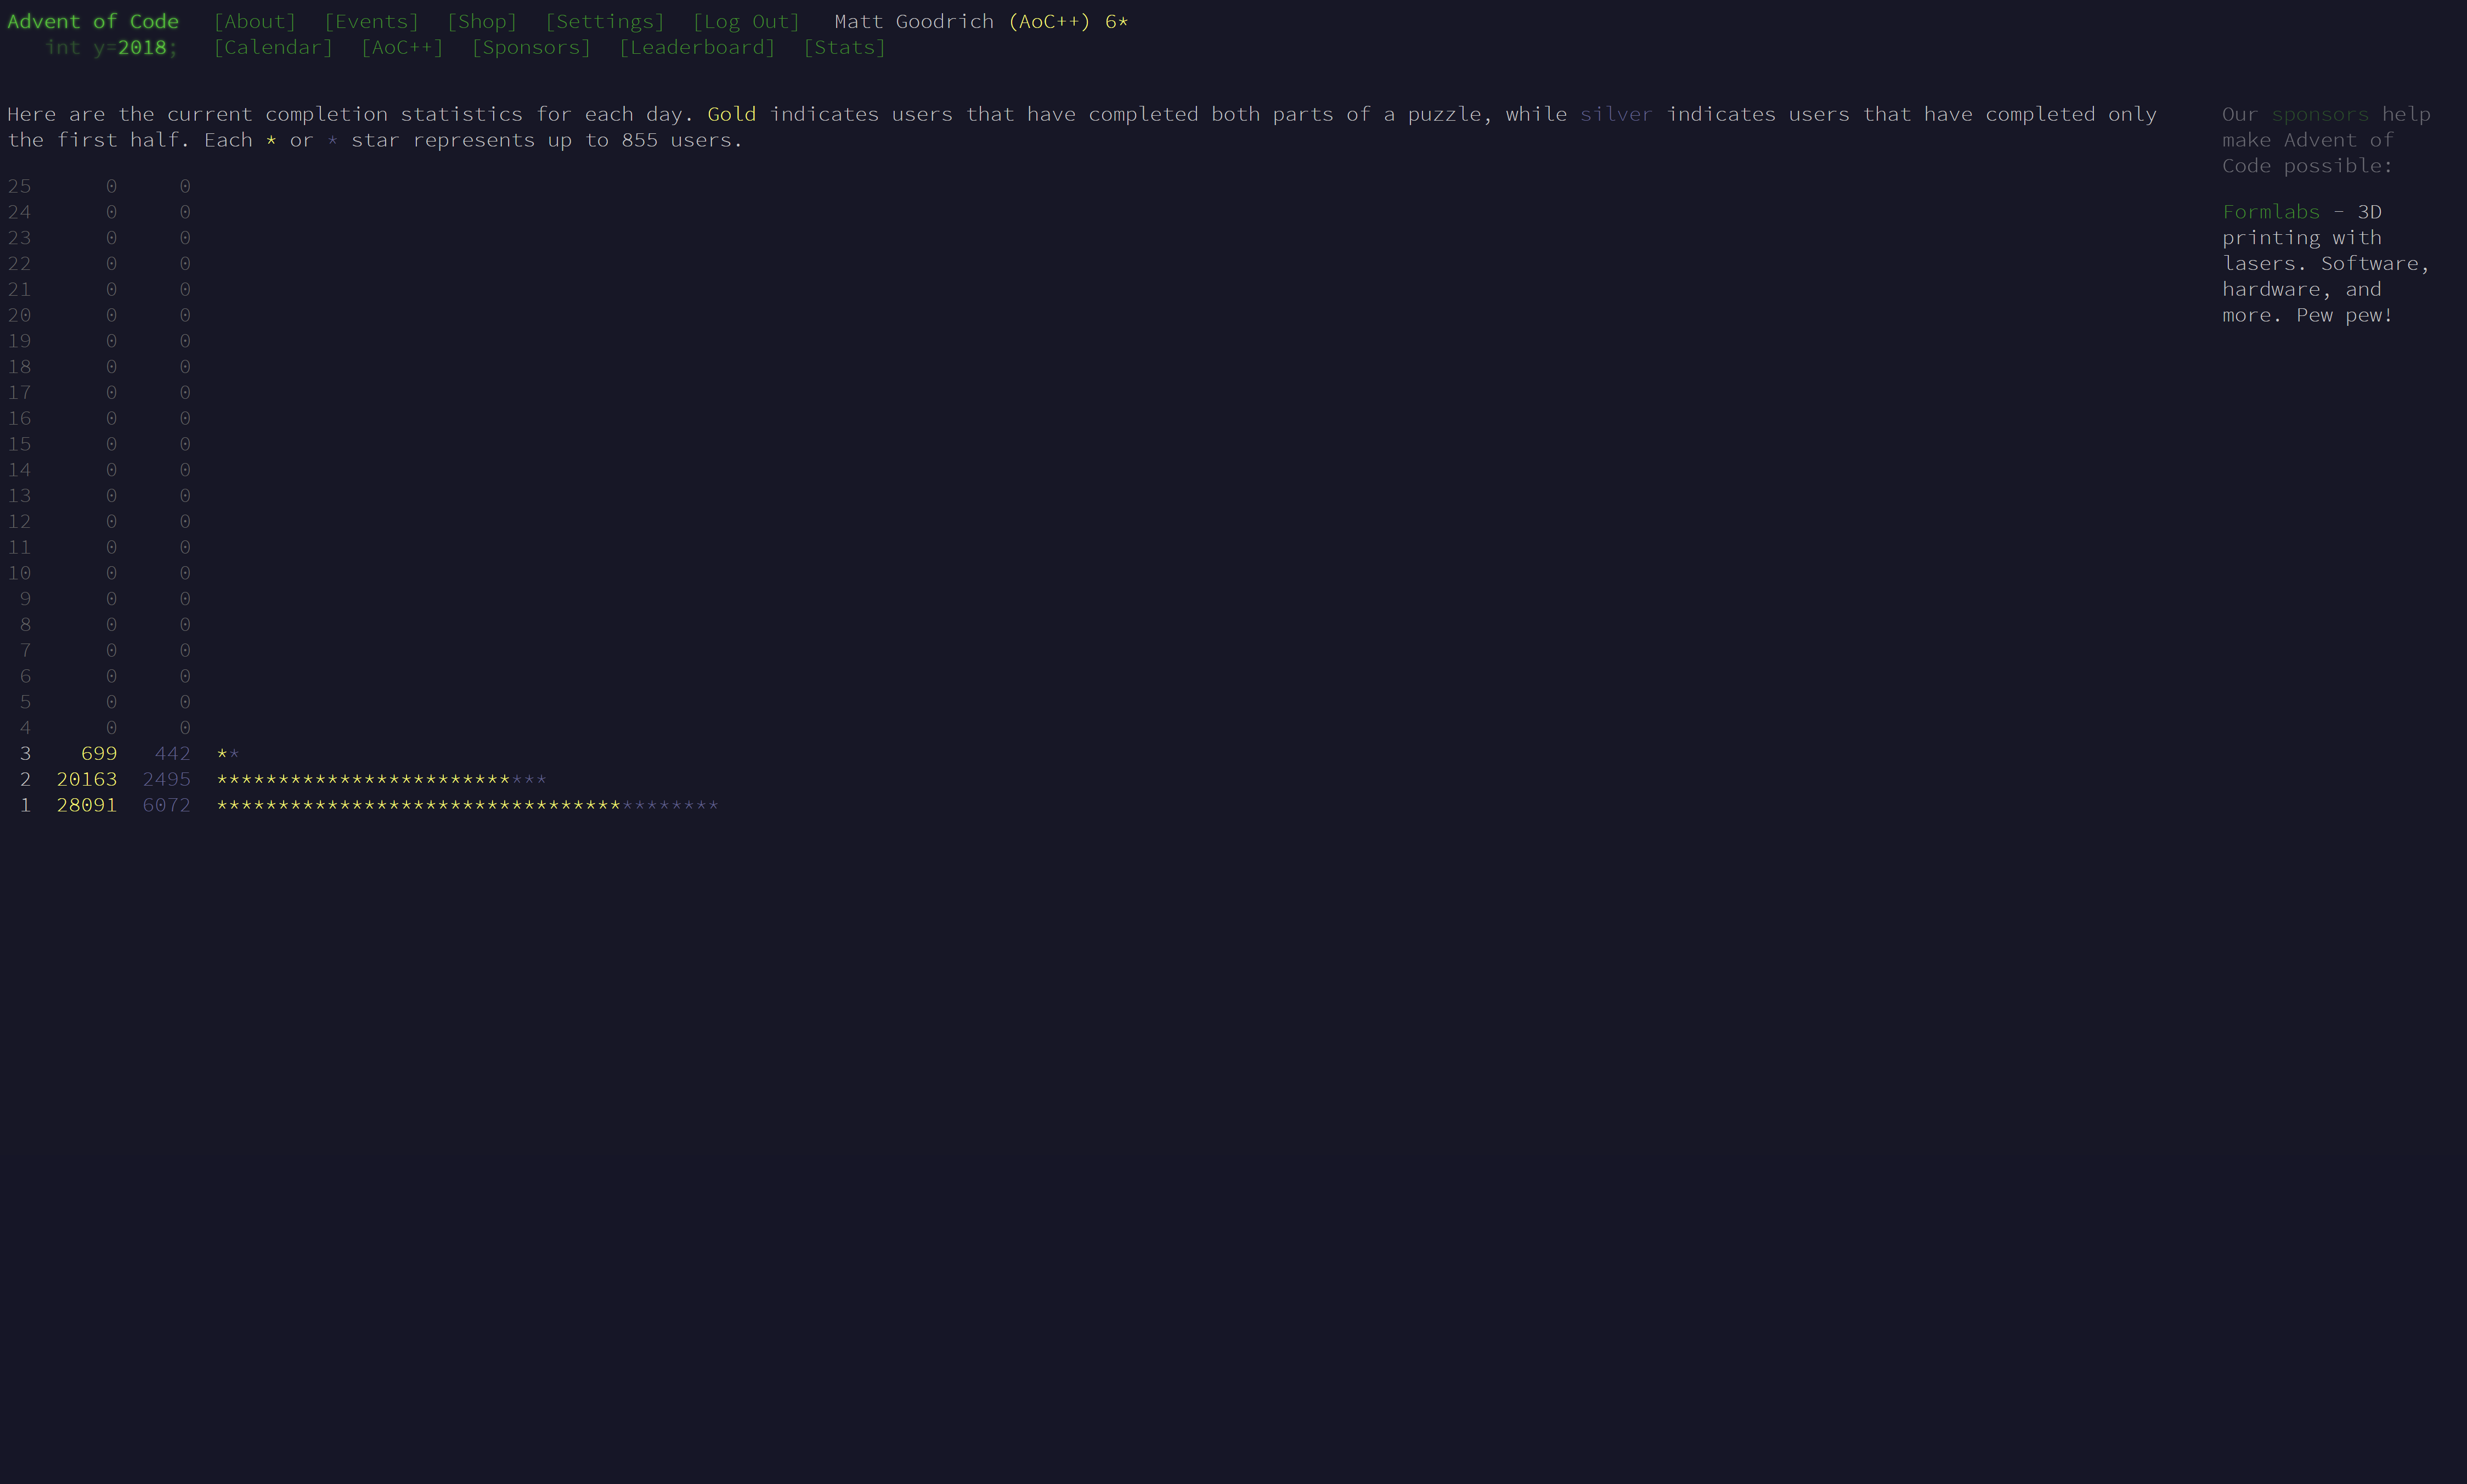 Advent of Code [About] [Events] [Shop] [Settings] [Log Out] Matt Goodrich (AoC++) 6*
int y=2018; [Calendar] [AoC++] [Sponsors] [Leaderboard] [Stats]
Here are the current completion statistics for each day. Gold indicates users that have completed both parts of a puzzle, while silver indicates users that have completed only
the first half. Each * or * star represents up to 855 users.
25 0 0
24 0 0
23 0 0
22 0 0
21 0 0
20 0 0
19 0 0
18 0 0
17 0 0
16 0 0
15 0 0
14 0 0
13 0 0
12 0 0
11 0 0
10 0 0
9 0 0
8 0 0
7 0 0
6 0 0
5 0 0
4 0 0
3 699 442 **
2 20163 2495 ***************************
1 28091 6072 *****************************************
Our sponsors help
make Advent of
Code possible:
Formlabs - 3D
printing with
lasers. Software,
hardware, and
more. Pew pew!